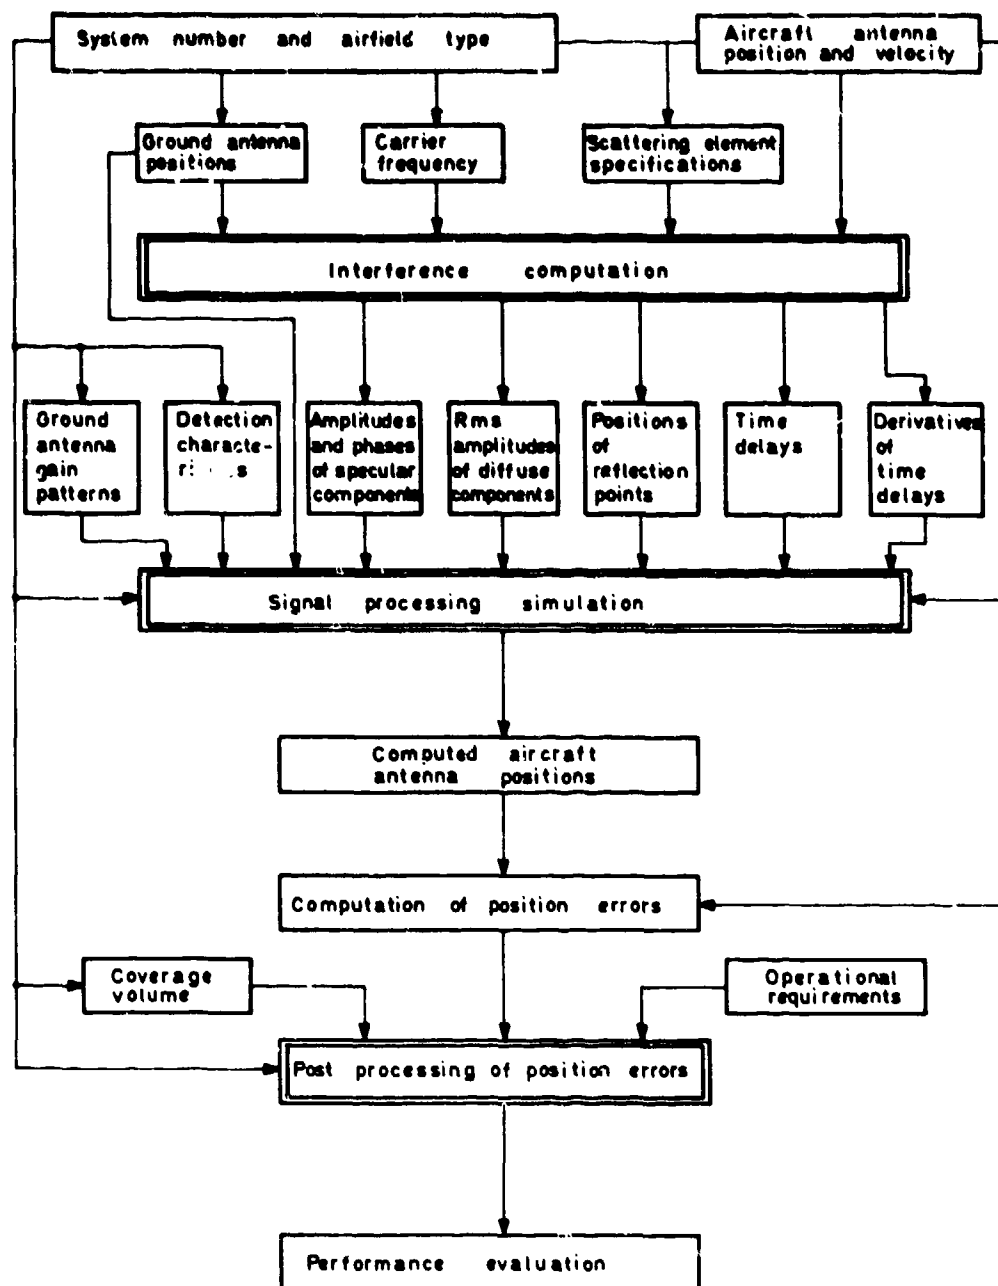 System number and airfield type
Aircraft antenna
position and velocity
Ground antenna
positions
Carrier
frequency
Scattering element
specifications
Interference computation
Ground
antenna
gain
patterns
Detection
characte-
Amplitudes
and phases
of specular
components
Rms
amplitudes
of diffuse
components
Positions
of
reflection
points
Time
delays
Derivatives
of
time
delays
Signal processing simulation
Computed aircraft
antenna positions
Computation of position errors
Coverage
volume
Operational
requirements
Post processing of position errors
Performance evaluation